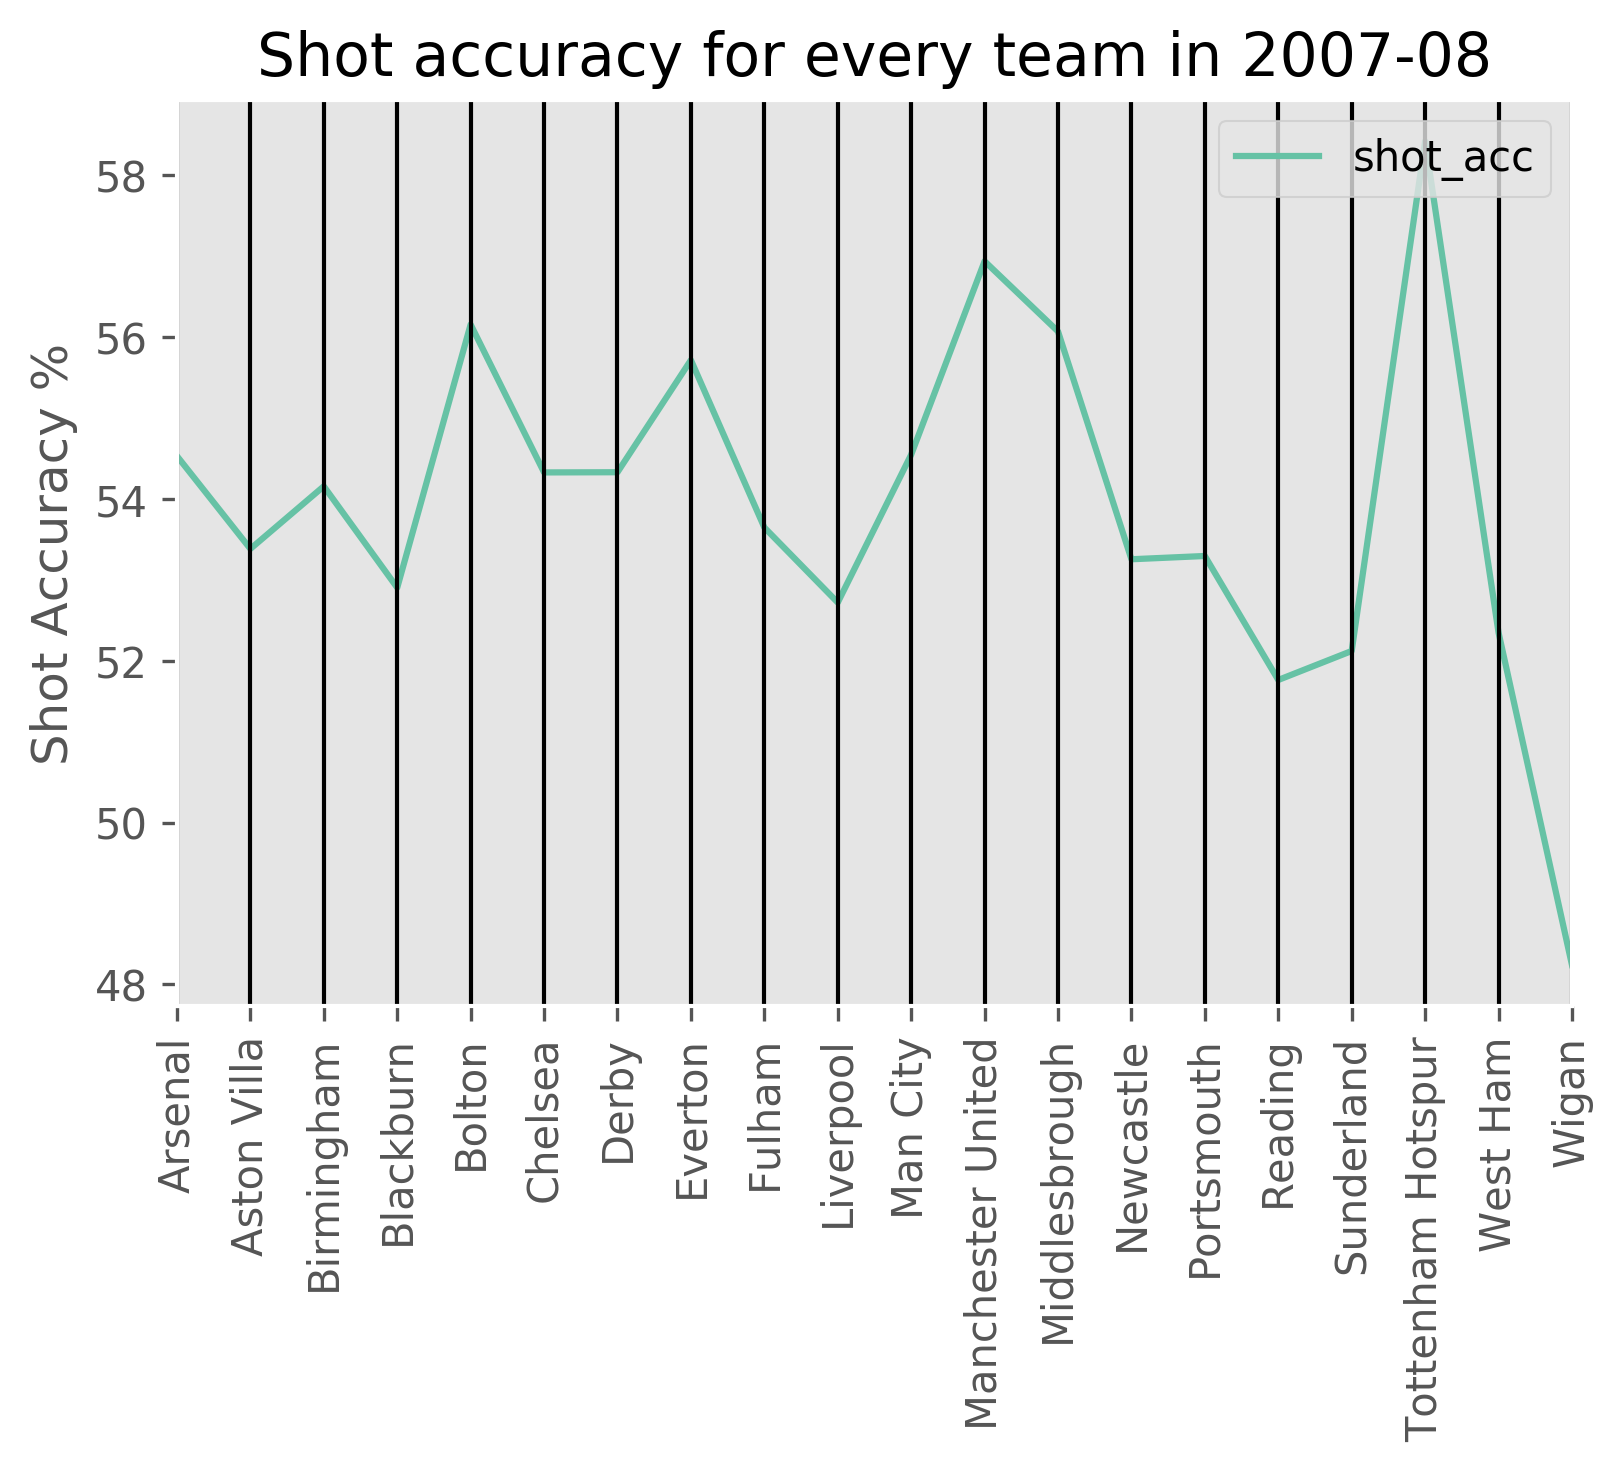 Shot accuracy for every team in 2007-08
shot_acc
Shot Accuracy %
58
56
54
52
50
48
Arsenal
Aston Villa
Birmingham
Blackburn
Bolton
Chelsea
Derby
Everton
Fulham
Liverpool
Man City
Manchester United
Middlesbrough
Newcastle
Portsmouth
Reading
Sunderland
Tottenham Hotspur
West Ham
Wigan